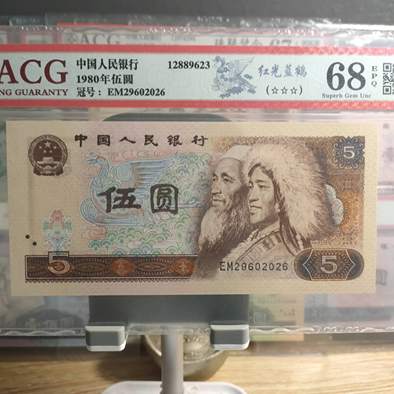 ACG
NG GUARANTY
中国人民银行
1980年伍圆
冠号：EM29602026
12889623
红光蓝鹤
(☆☆☆)
68 EPQ
Superb Gem Unc
中国人民银行
5
伍圆
5
EM29602026